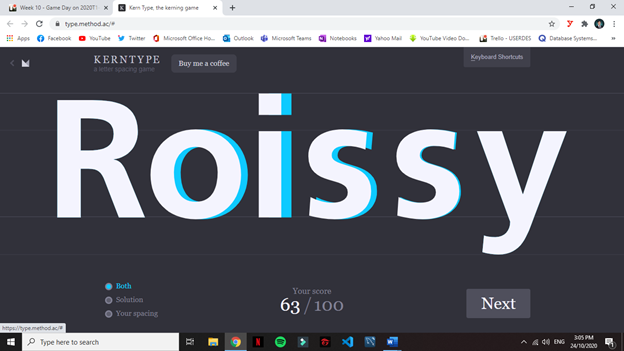 Week 10 - Game Day on 2020T!
Kern Type, the kerning game
type.method.ac/#
Apps
Facebook
YouTube
Twitter
Microsoft Office Ho...
Outlook
Microsoft Teams
Notebooks
Yahoo Mail
YouTube Video Do...
Trello - USERDES
Database Systems...
KERNTYPE
a letter spacing game
Buy me a coffee
Keyboard Shortcuts
Roissy
Both
Solution
Your spacing
Your score
63 / 100
Next
https://type.method.ac/#
Type here to search
ENG
3:05 PM
24/10/2020